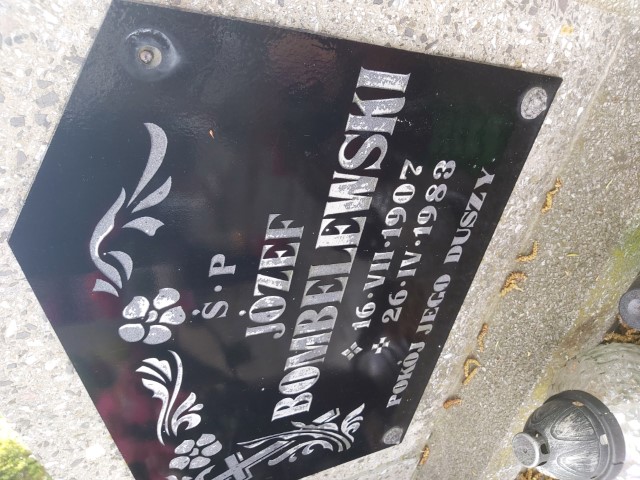 Ś.P
JÓZEF
BOMBELEWSKI
16.VII.1907
26.IV.1983
POKÓJ JEGO DUSZY